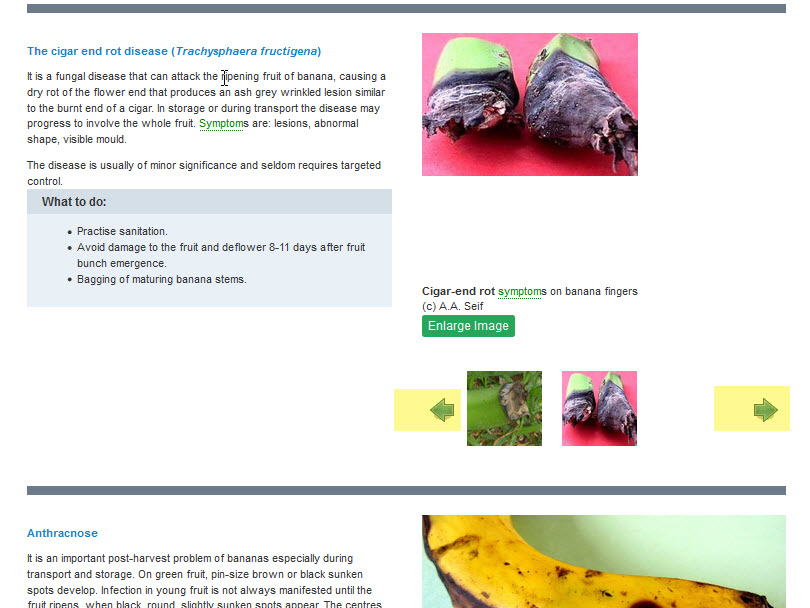 The cigar end rot disease (Trachysphaera fructigena)
It is a fungal disease that can attack the ripening fruit of banana, causing a
dry rot of the flower end that produces an ash grey wrinkled lesion similar
to the burnt end of a cigar. In storage or during transport the disease may
progress to involve the whole fruit. Symptoms are: lesions, abnormal
shape, visible mould.
The disease is usually of minor significance and seldom requires targeted
control.
What to do:
• Practise sanitation.
• Avoid damage to the fruit and deflower 8-11 days after fruit
bunch emergence.
• Bagging of maturing banana stems.
Cigar-end rot symptoms on banana fingers
(c) A.A. Seif
Enlarge Image
Anthracnose
It is an important post-harvest problem of bananas especially during
transport and storage. On green fruit, pin-size brown or black sunken
spots develop. Infection in young fruit is not always manifested until the
fruit ripens, when black, round, slightly sunken spots appear. The centres